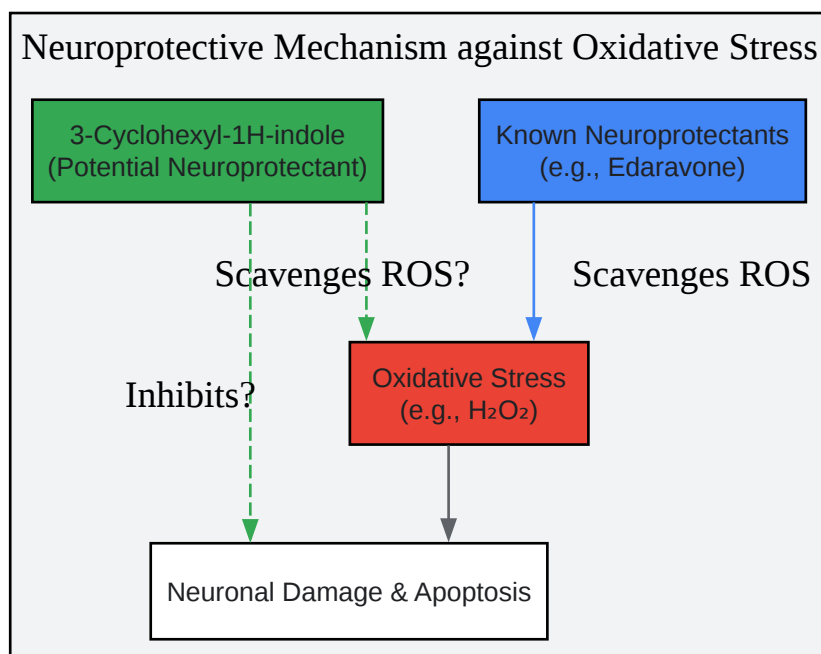 Neuroprotective Mechanism against Oxidative Stress
3-Cyclohexyl-1H-indole
(Potential Neuroprotectant)
Known Neuroprotectants
(e.g., Edaravone)
Scavenges ROS?
Scavenges ROS
Oxidative Stress
(e.g., H₂O₂)
Inhibits?
Neuronal Damage & Apoptosis